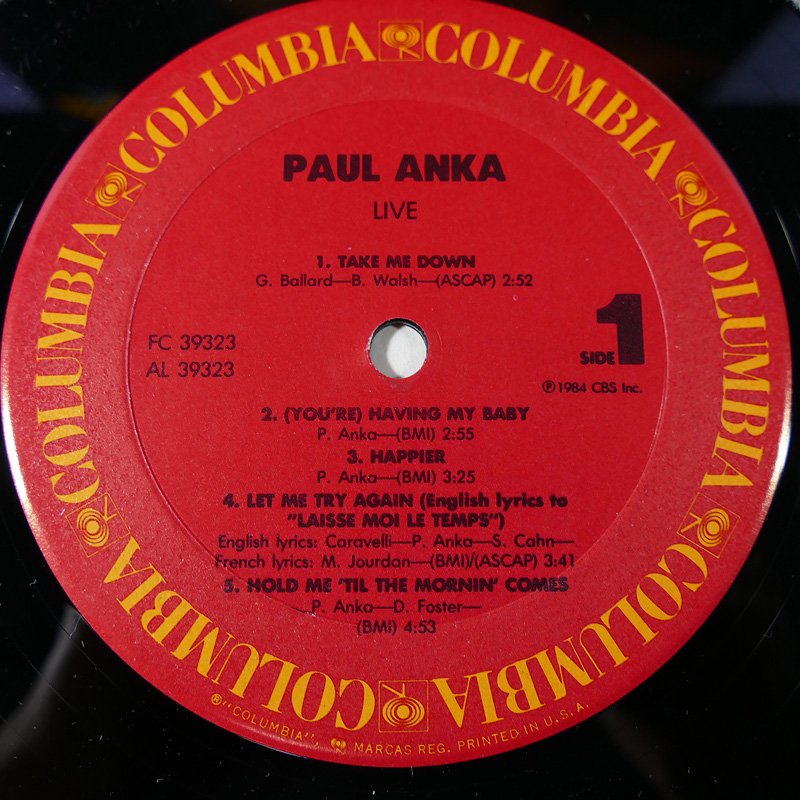 COLUMBIA COLUMBIA COLUMBIA COLUMBIA COLUMBIA COLUMBIA COLUMBIA
PAUL ANKA
LIVE
1. TAKE ME DOWN
G. Ballard—B. Walsh—(ASCAP) 2:52
FC 39323
AL 39323
SIDE 1
℗ 1984 CBS Inc.
2. (YOU'RE) HAVING MY BABY
P. Anka—(BMI) 2:55
3. HAPPIER
P. Anka—(BMI) 3:25
4. LET ME TRY AGAIN (English lyrics to
"LAISSE MOI LE TEMPS")
English lyrics: Caravelli—P. Anka—S. Cahn—
French lyrics: M. Jourdan—(BMI)/(ASCAP) 3:41
5. HOLD ME 'TIL THE MORNIN' COMES
P. Anka—D. Foster—
(BMI) 4:53
®"COLUMBIA", MARCAS REG. PRINTED IN U.S.A.